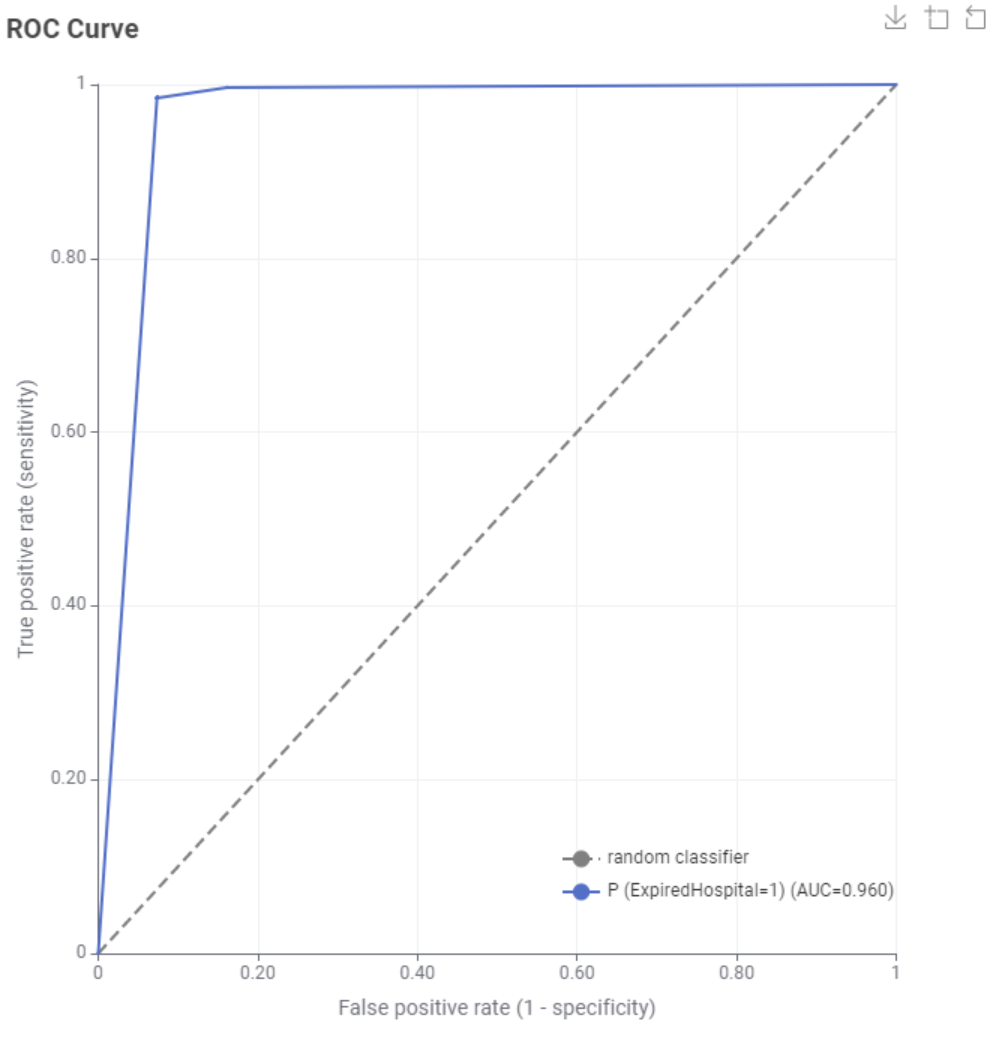 ROC Curve
1
0.80
0.60
0.40
0.20
0
True positive rate (sensitivity)
random classifier
P (ExpiredHospital=1) (AUC=0.960)
0 0.20 0.40 0.60 0.80 1
False positive rate (1 - specificity)